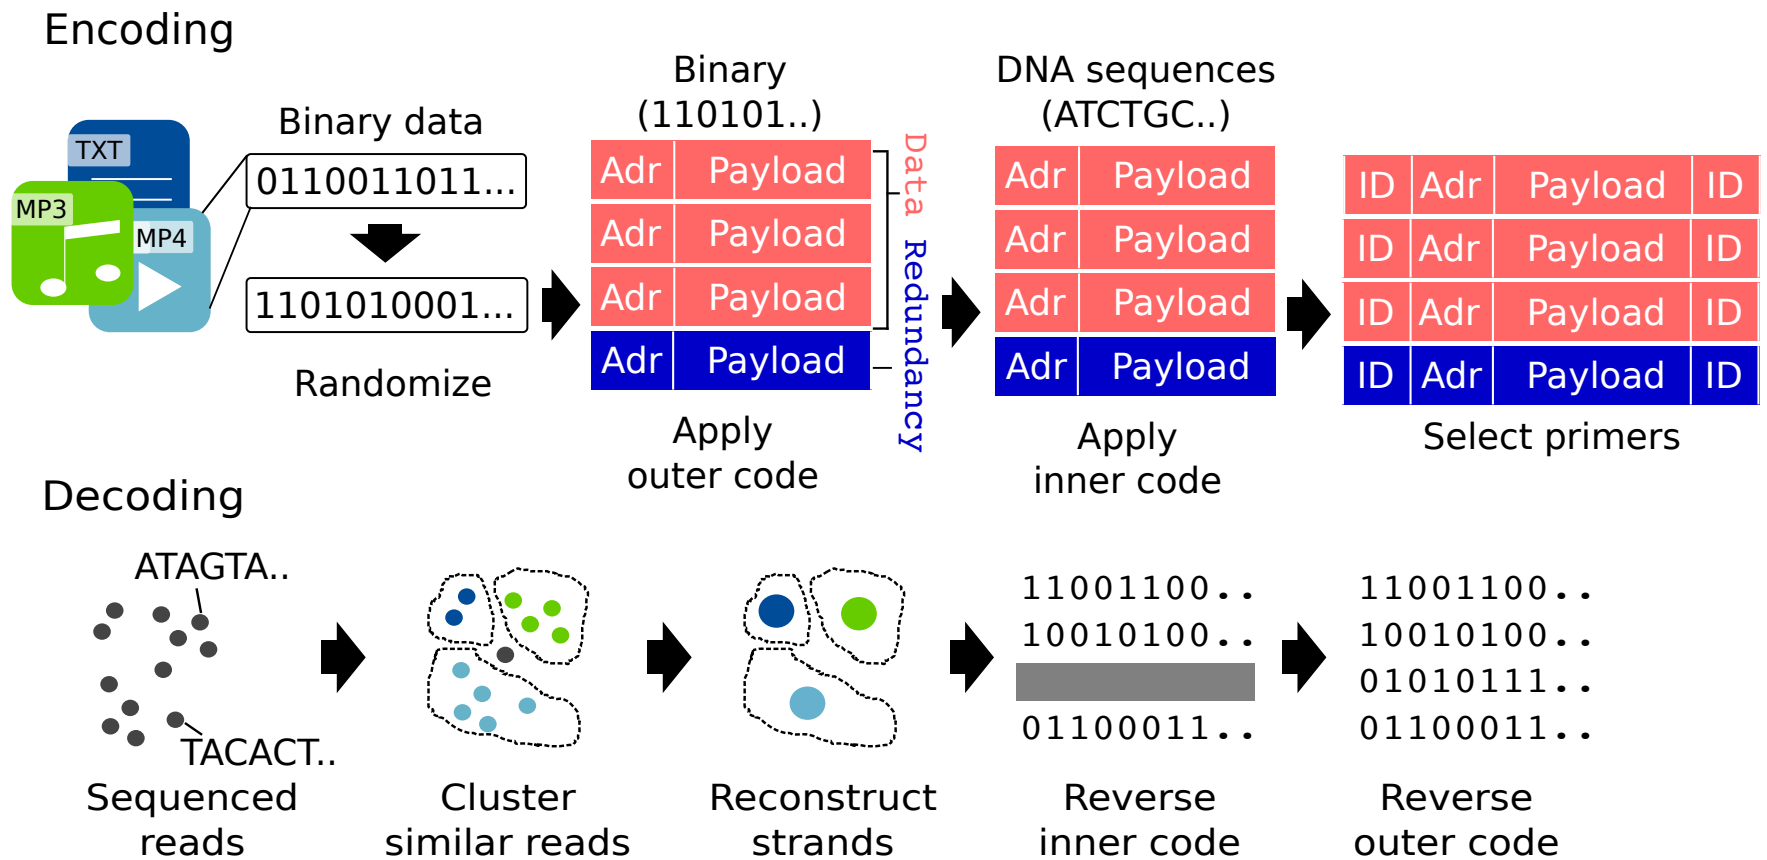 Encoding
TXT
MP3
MP4
Binary data
0110011011...
1101010001...
Randomize
Binary
(110101..)
Adr Payload
Adr Payload
Adr Payload
Adr Payload
Data
Redundancy
Apply
outer code
DNA sequences
(ATCTGC..)
Adr Payload
Adr Payload
Adr Payload
Adr Payload
Apply
inner code
ID Adr Payload ID
ID Adr Payload ID
ID Adr Payload ID
ID Adr Payload ID
Select primers
Decoding
ATAGTA..
TACACT..
Sequenced
reads
Cluster
similar reads
Reconstruct
strands
11001100..
10010100..
01100011..
Reverse
inner code
11001100..
10010100..
01010111..
01100011..
Reverse
outer code